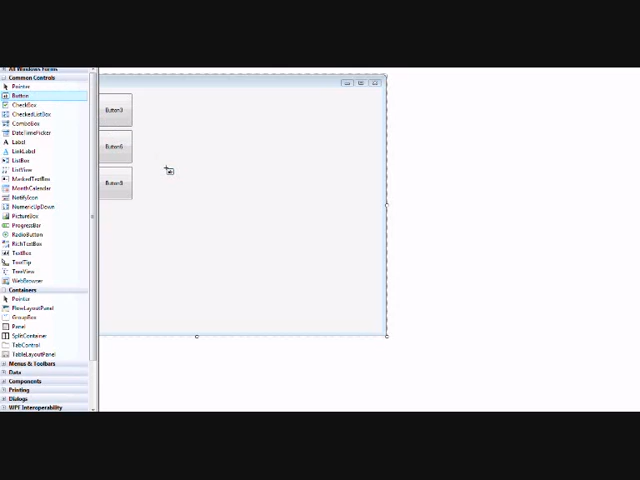 All Windows Forms
Common Controls
Pointer
Button
CheckBox
CheckedListBox
ComboBox
DateTimePicker
Label
LinkLabel
ListBox
ListView
MaskedTextBox
MonthCalendar
NotifyIcon
NumericUpDown
PictureBox
ProgressBar
RadioButton
RichTextBox
TextBox
ToolTip
TreeView
WebBrowser
Containers
Pointer
FlowLayoutPanel
GroupBox
Panel
SplitContainer
TabControl
TableLayoutPanel
Menus & Toolbars
Data
Components
Printing
Dialogs
WPF Interoperability
Button3
Button6